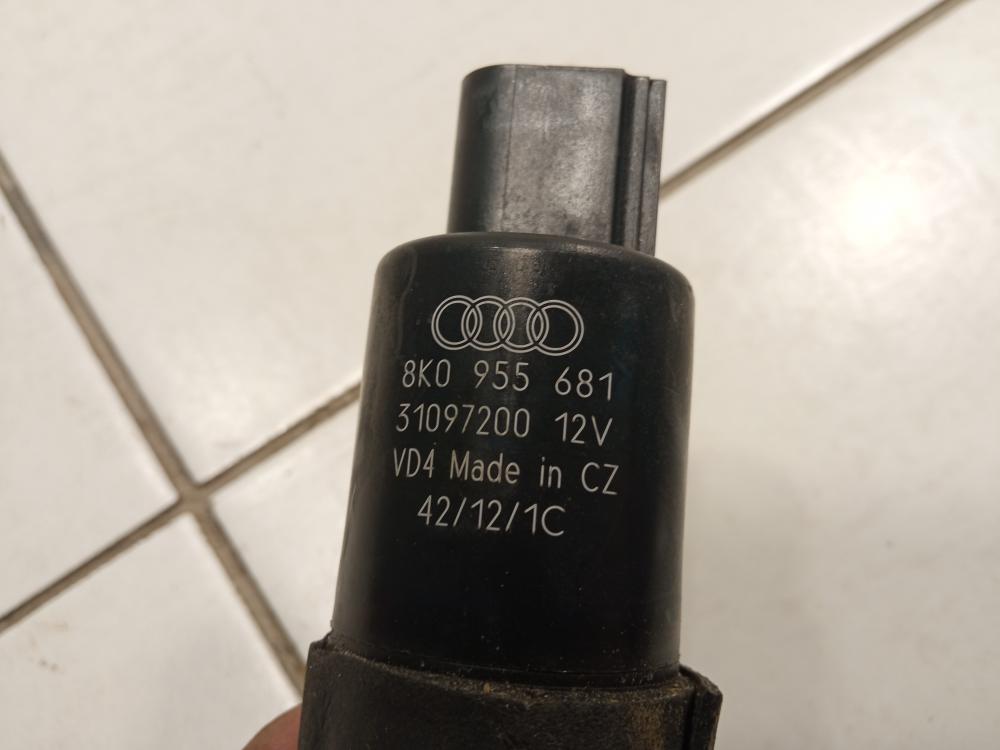 8K0 955 681
31097200 12V
VD4 Made in CZ
42/12/1C